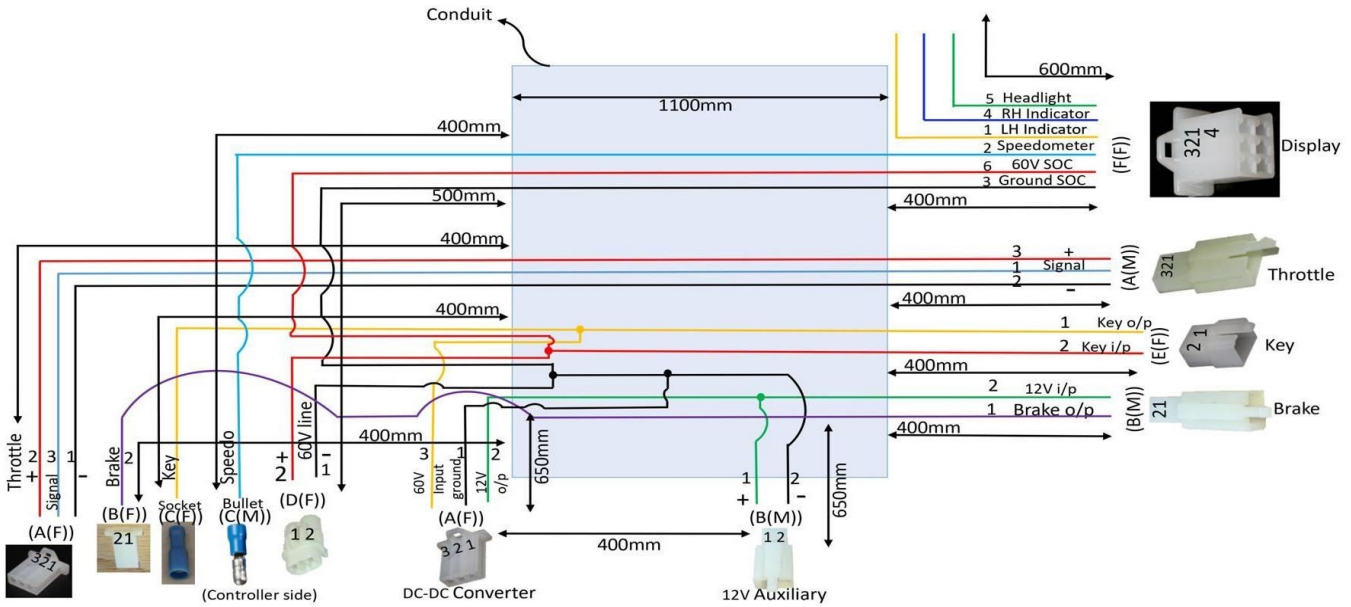 Conduit
600mm
1100mm
5 Headlight
4 RH Indicator
1 LH Indicator
2 Speedometer
6 60V SOC
3 Ground SOC
(F(F))
321
4
Display
400mm
500mm
400mm
400mm
3 +
1 Signal
2 -
(A(M))
321
Throttle
400mm
400mm
1 Key o/p
2 Key i/p
(E(F))
2 1
Key
400mm
2 12V i/p
1 Brake o/p
(B(M))
21
Brake
400mm
400mm
Throttle
2 3 1
+ Signal -
(A(F))
321
Brake
2
(B(F))
21
Key
Socket
(C(F))
Speedo
Bullet
(C(M))
(Controller side)
60V line
+ -
2 1
(D(F))
1 2
3 1 2
60V Input ground 12V o/p
(A(F))
3 2 1
DC-DC Converter
650mm
400mm
1 2
+ -
(B(M))
1 2
12V Auxiliary
650mm